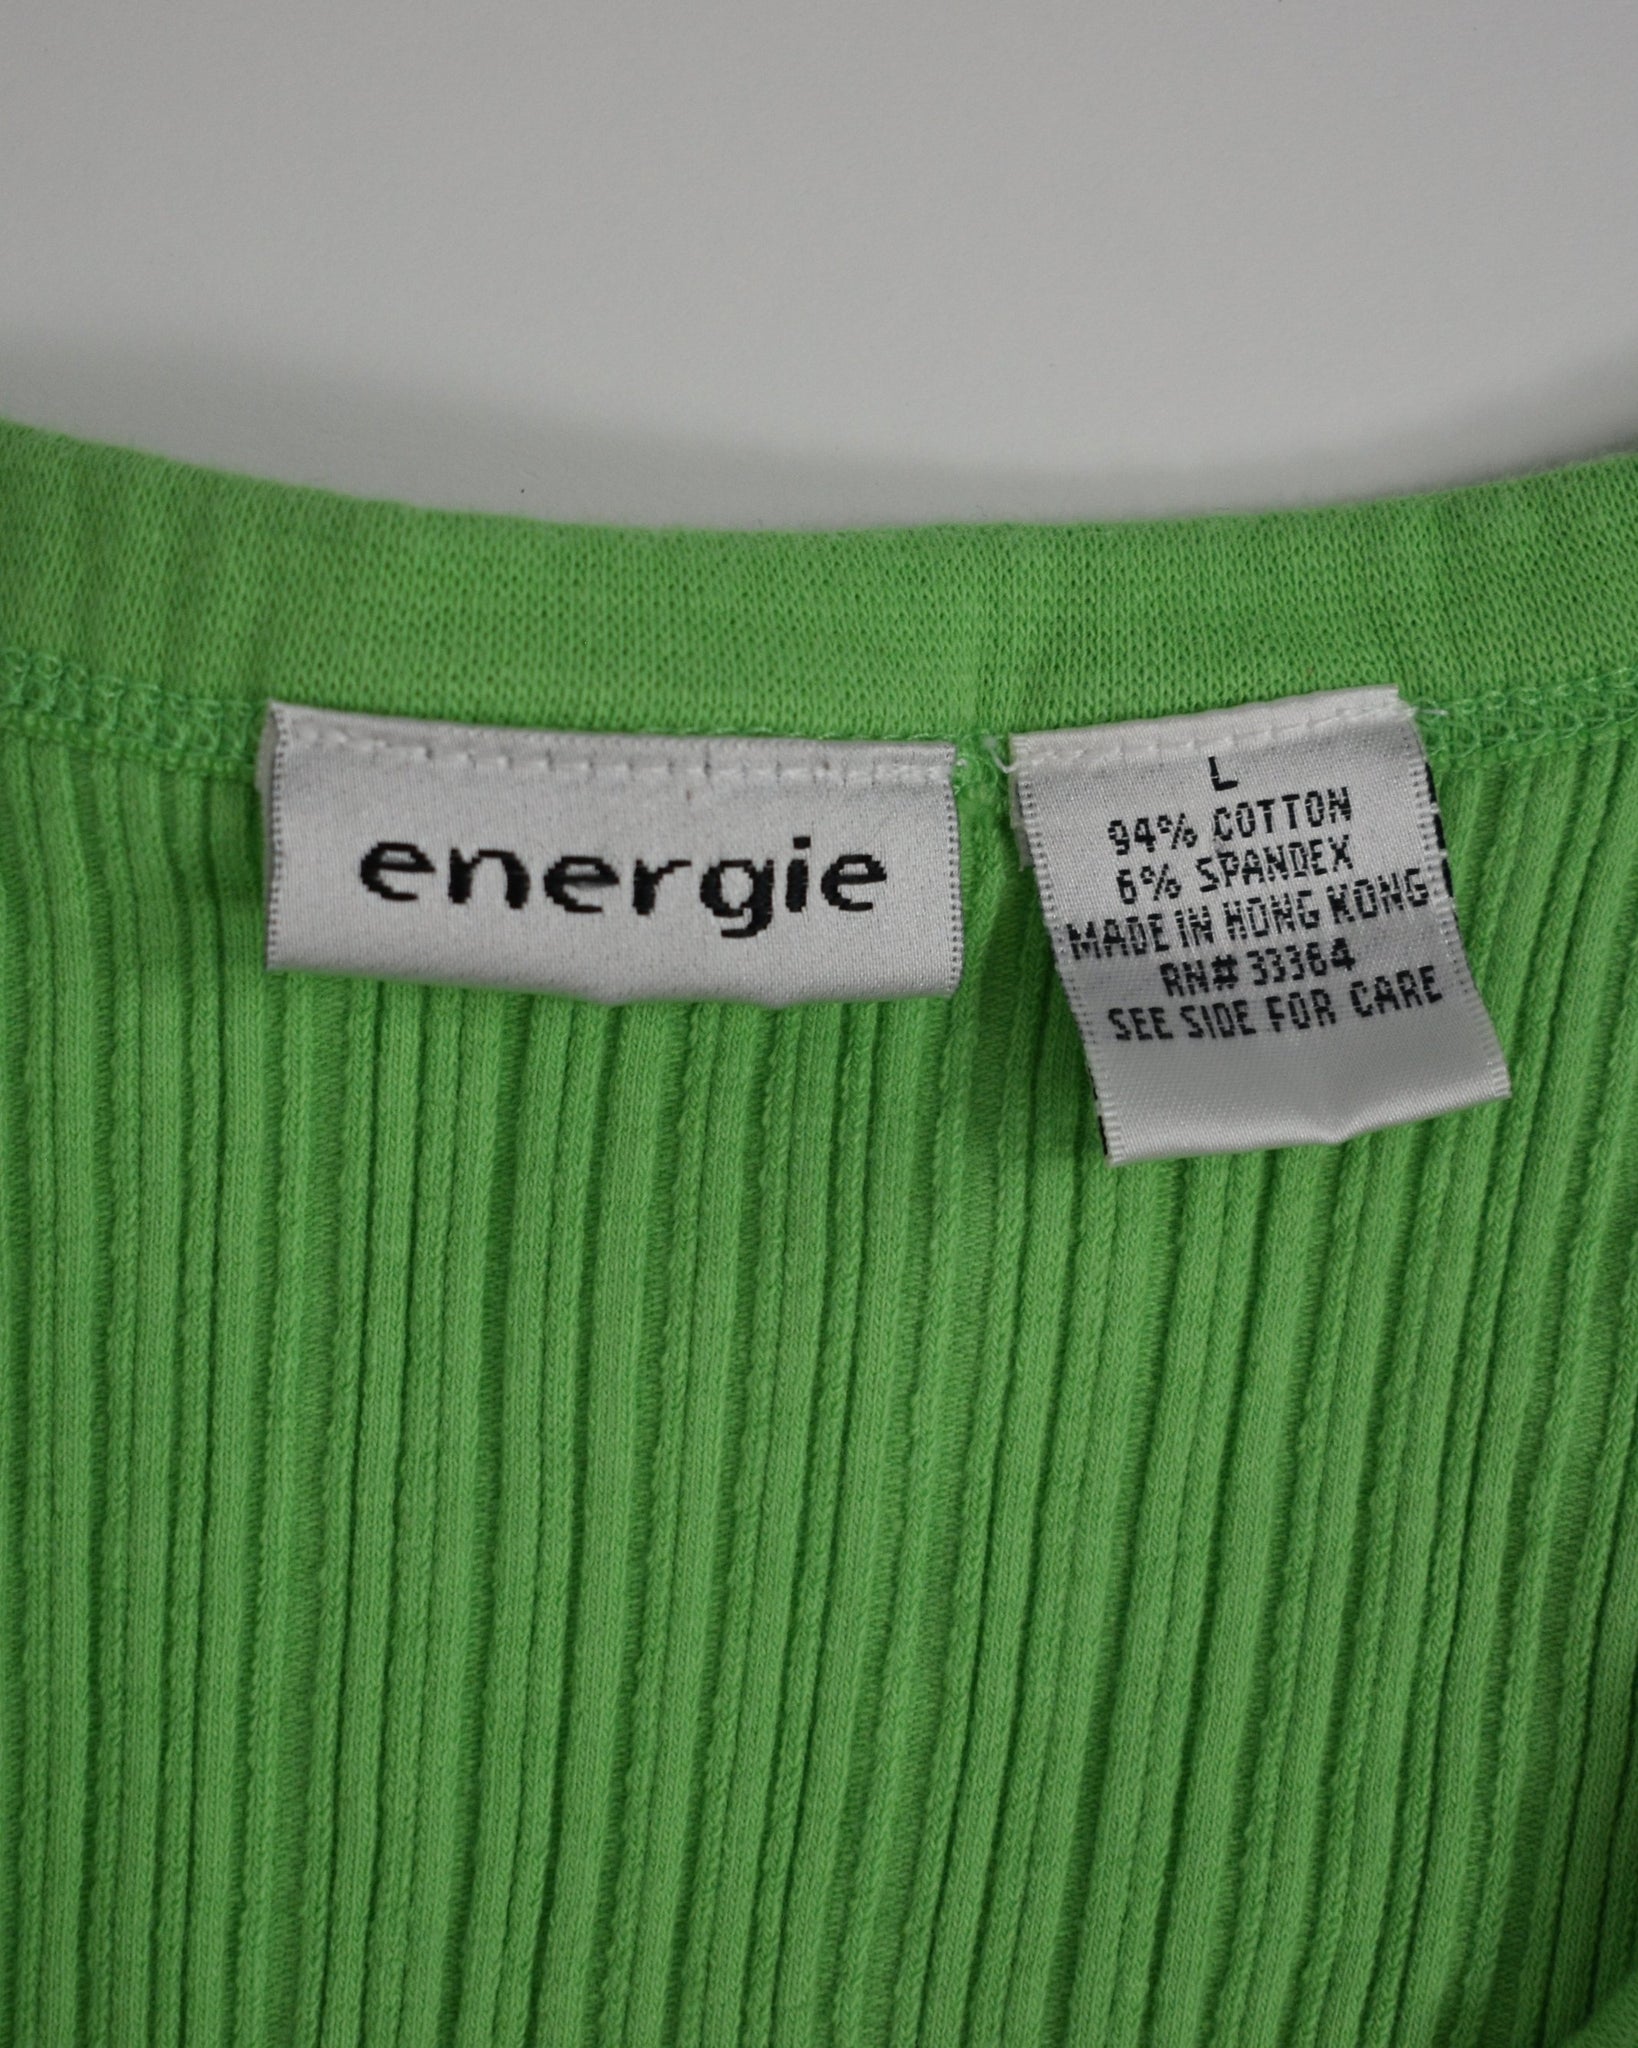 energie
L
94% COTTON
6% SPANDEX
MADE IN HONG KONG
RN# 33364
SEE SIDE FOR CARE